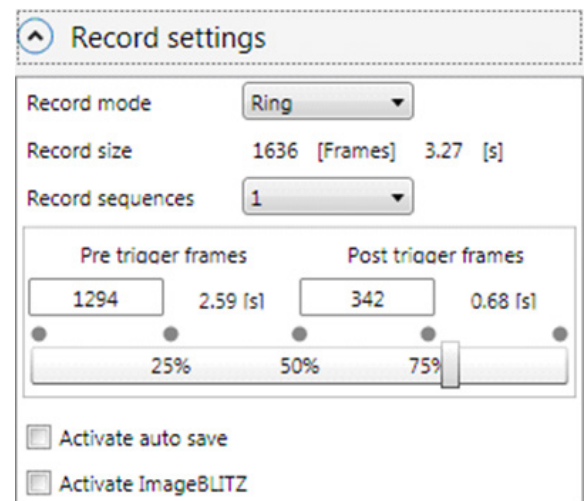 Record settings
Record mode Ring
Record size 1636 [Frames] 3.27 [s]
Record sequences 1
Pre trigger frames Post trigger frames
1294 2.59 [s] 342 0.68 [s]
25% 50% 75%
Activate auto save
Activate ImageBLITZ